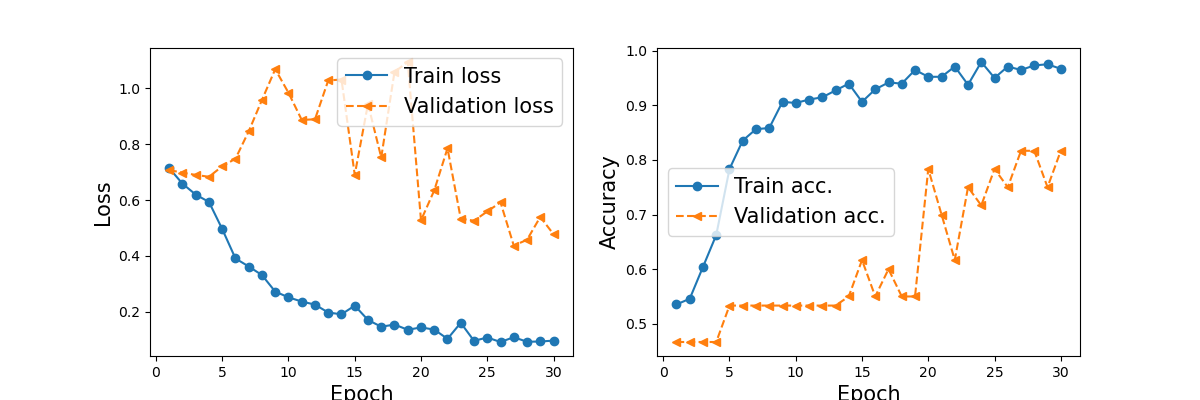 1.0
0.8
0.6
0.4
0.2
Loss
Train loss
Validation loss
0 5 10 15 20 25 30
Epoch
1.0
0.9
0.8
0.7
0.6
0.5
Accuracy
Train acc.
Validation acc.
0 5 10 15 20 25 30
Epoch